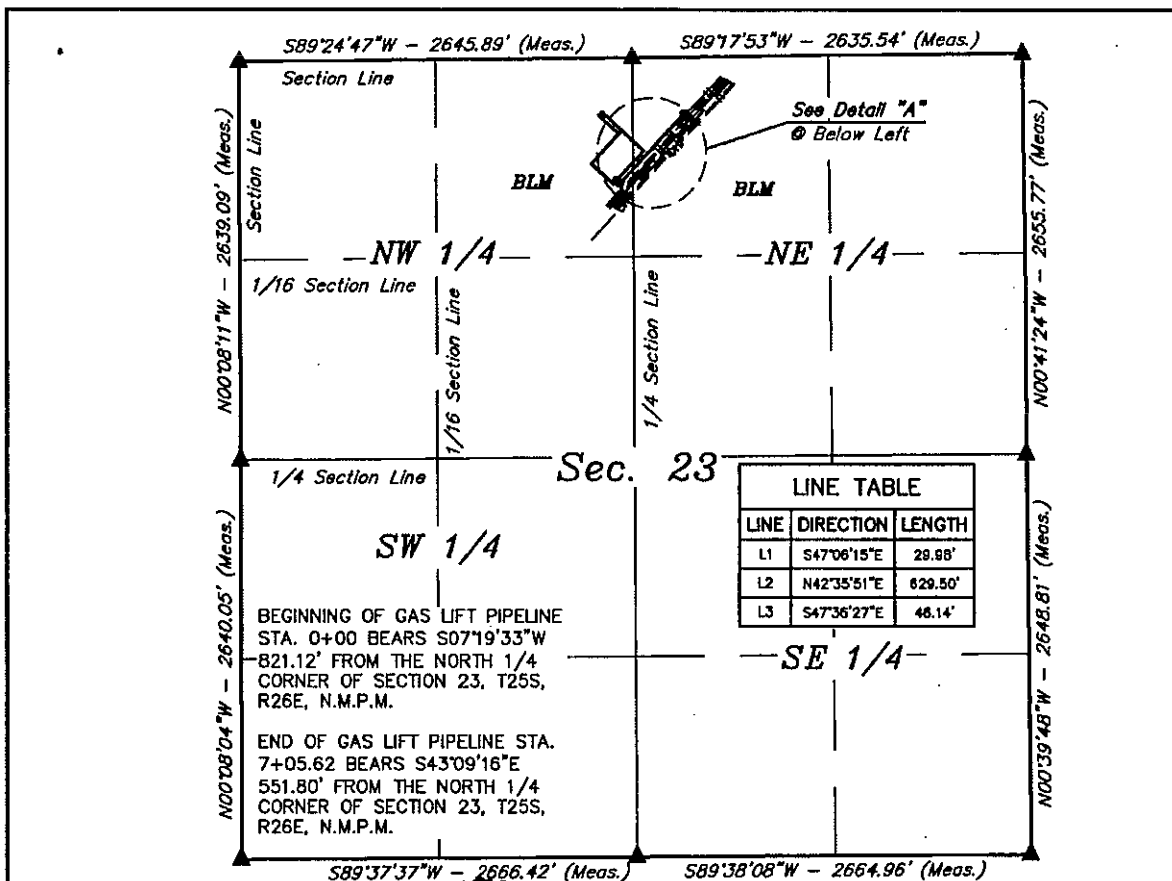 S89°24'47"W - 2645.89' (Meas.)
S89°17'53"W - 2635.54' (Meas.)
Section Line
Section Line
N00°08'11"W - 2639.09' (Meas.)
See Detail "A"
@ Below Left
BLM
BLM
N00°41'24"W - 2655.77' (Meas.)
NW 1/4
NE 1/4
1/16 Section Line
1/16 Section Line
1/4 Section Line
1/4 Section Line
Sec. 23
LINE TABLE
LINE DIRECTION LENGTH
L1 S47°06'15"E 29.98'
L2 N42°35'51"E 629.50'
L3 S47°36'27"E 46.14'
SW 1/4
SE 1/4
N00°08'04"W - 2640.05' (Meas.)
N00°39'48"W - 2648.81' (Meas.)
BEGINNING OF GAS LIFT PIPELINE
STA. 0+00 BEARS S07°19'33"W
821.12' FROM THE NORTH 1/4
CORNER OF SECTION 23, T25S,
R26E, N.M.P.M.
END OF GAS LIFT PIPELINE STA.
7+05.62 BEARS S43°09'16"E
551.80' FROM THE NORTH 1/4
CORNER OF SECTION 23, T25S,
R26E, N.M.P.M.
S89°37'37"W - 2666.42' (Meas.)
S89°38'08"W - 2664.96' (Meas.)